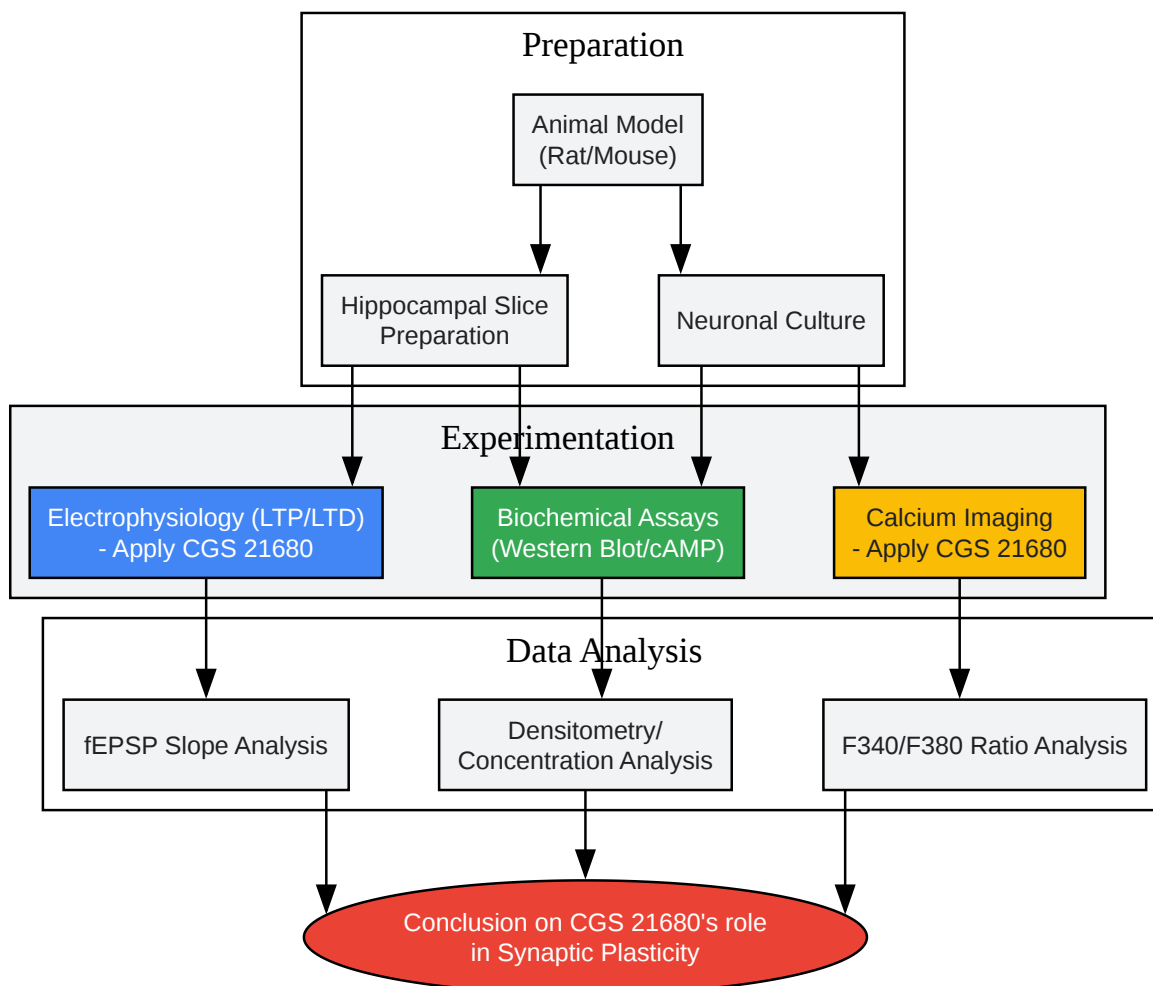 Preparation
Animal Model
(Rat/Mouse)
Hippocampal Slice
Preparation
Neuronal Culture
Experimentation
Electrophysiology (LTP/LTD)
- Apply CGS 21680
Biochemical Assays
(Western Blot/cAMP)
Calcium Imaging
- Apply CGS 21680
Data Analysis
fEPSP Slope Analysis
Densitometry/
Concentration Analysis
F340/F380 Ratio Analysis
Conclusion on CGS 21680's role
in Synaptic Plasticity